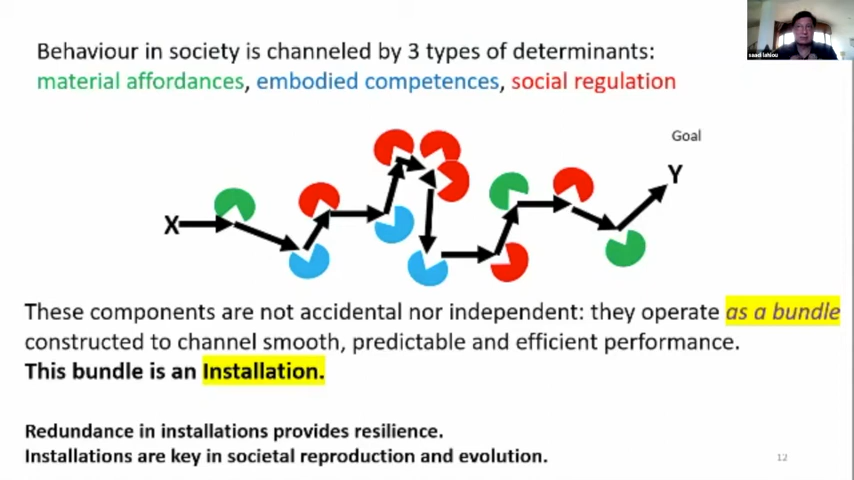 saadi lahlou
Behaviour in society is channeled by 3 types of determinants:
material affordances, embodied competences, social regulation
Goal
X
Y
These components are not accidental nor independent: they operate as a bundle
constructed to channel smooth, predictable and efficient performance.
This bundle is an Installation.
Redundance in installations provides resilience.
Installations are key in societal reproduction and evolution.
12